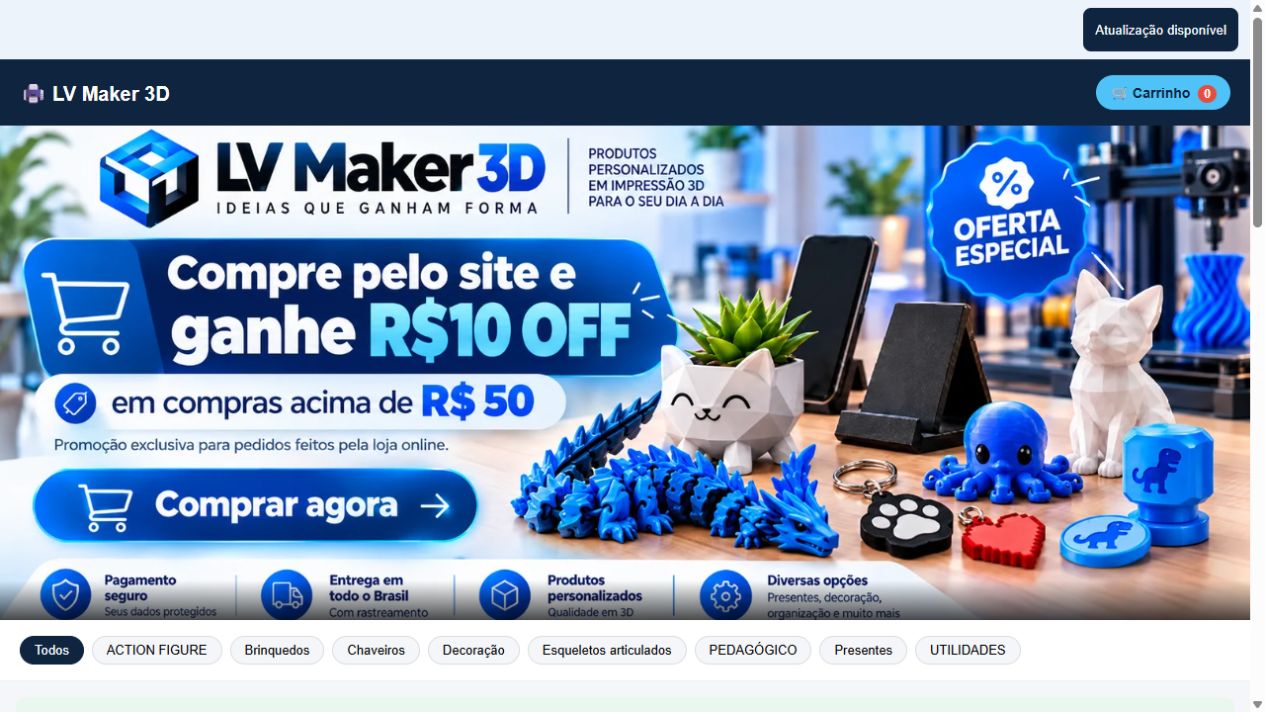 Atualização disponível
LV Maker 3D
Carrinho 0
LV Maker 3D
IDEIAS QUE GANHAM FORMA
PRODUTOS
PERSONALIZADOS
EM IMPRESSÃO 3D
PARA O SEU DIA A DIA
%
OFERTA
ESPECIAL
Compre pelo site e
ganhe R$10 OFF
em compras acima de R$ 50
Promoção exclusiva para pedidos feitos pela loja online.
Comprar agora →
Pagamento
seguro
Seus dados protegidos
Entrega em
todo o Brasil
Com rastreamento
Produtos
personalizados
Qualidade em 3D
Diversas opções
Presentes, decoração,
organização e muito mais
Todos
ACTION FIGURE
Brinquedos
Chaveiros
Decoração
Esqueletos articulados
PEDAGÓGICO
Presentes
UTILIDADES